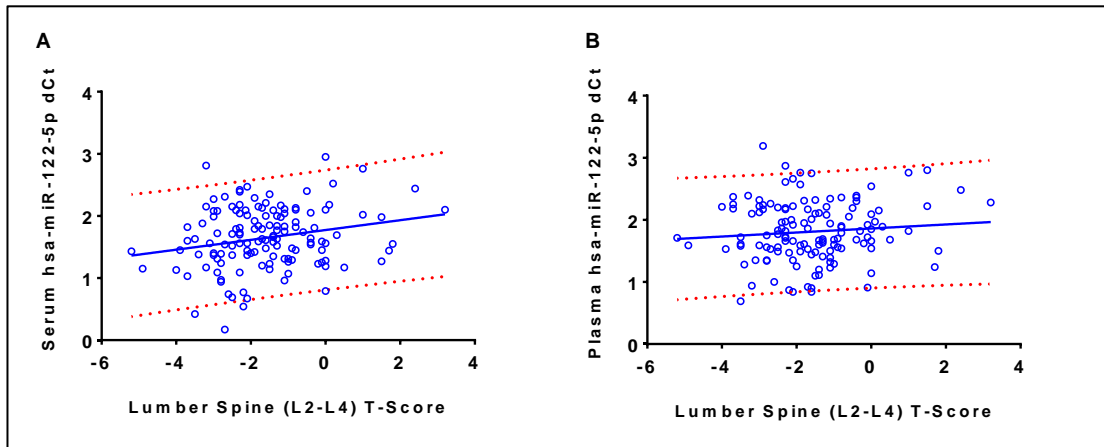 A
Serum hsa-miR-122-5p dCt
4
3
2
1
0
-6 -4 -2 0 2 4
Lumber Spine (L2-L4) T-Score
B
Plasma hsa-miR-122-5p dCt
4
3
2
1
0
-6 -4 -2 0 2 4
Lumber Spine (L2-L4) T-Score